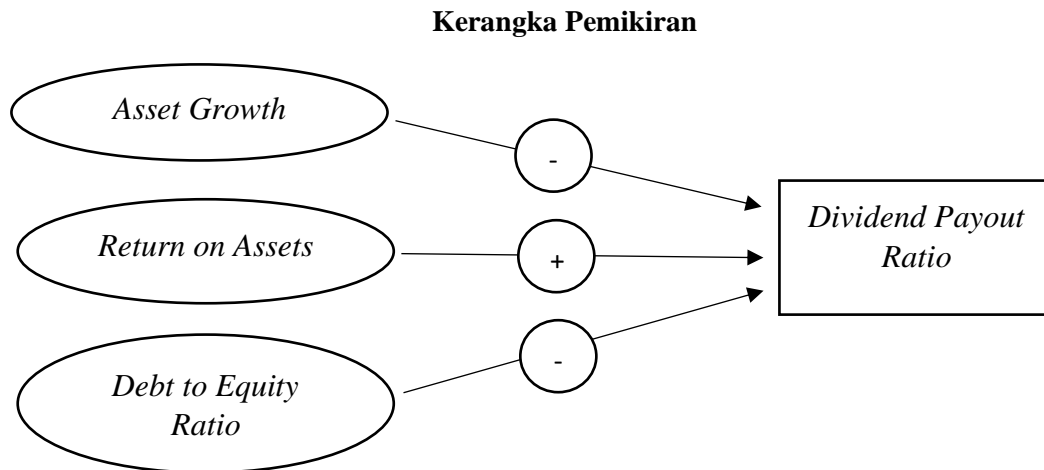 Kerangka Pemikiran
Asset Growth
-
Return on Assets
+
Debt to Equity
Ratio
-
Dividend Payout
Ratio